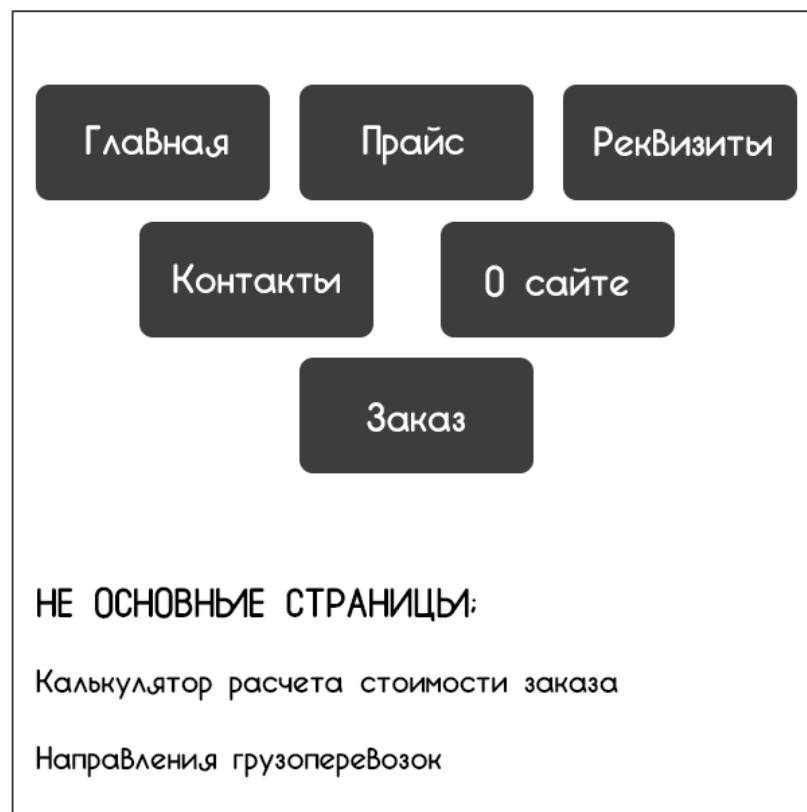 Главная Прайс Реквизиты
Контакты О сайте
Заказ
НЕ ОСНОВНЫЕ СТРАНИЦЫ:
Калькулятор расчета стоимости заказа
Направления грузоперевозок